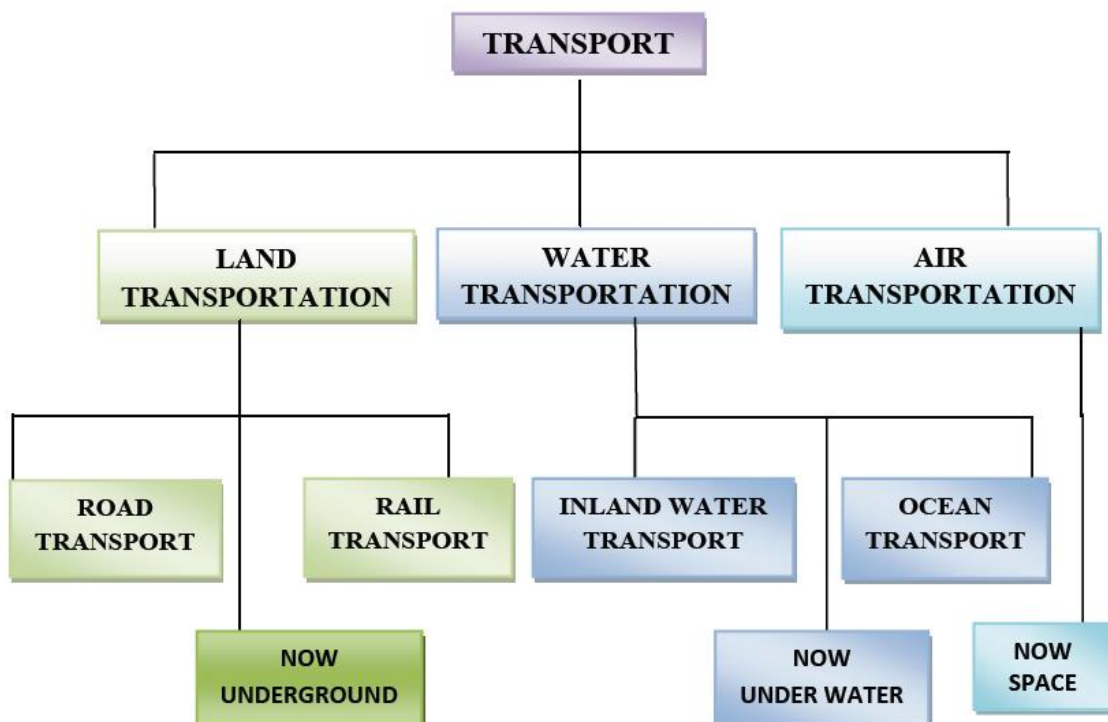 TRANSPORT
LAND
TRANSPORTATION
WATER
TRANSPORTATION
AIR
TRANSPORTATION
ROAD
TRANSPORT
RAIL
TRANSPORT
INLAND WATER
TRANSPORT
OCEAN
TRANSPORT
NOW
UNDERGROUND
NOW
UNDER WATER
NOW
SPACE